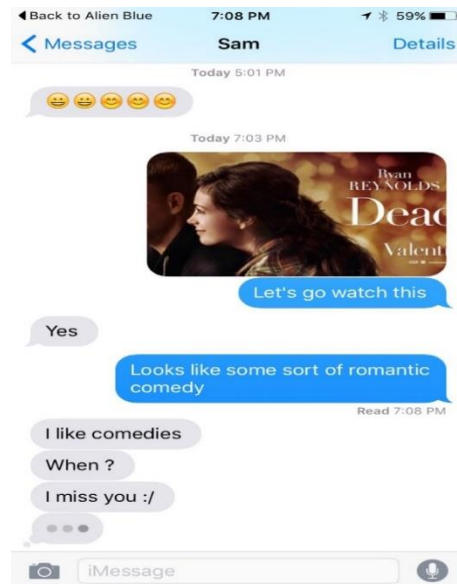 Back to Alien Blue
7:08 PM
59%
Messages
Sam
Details
Today 5:01 PM
Today 7:03 PM
Ryan
REYNOLDS
Dead
Valent
Let's go watch this
Yes
Looks like some sort of romantic
comedy
Read 7:08 PM
I like comedies
When ?
I miss you :/
iMessage